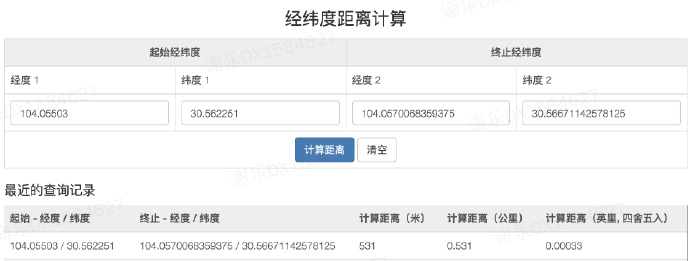 经纬度距离计算
起始经纬度 终止经纬度
经度 1 纬度 1 经度 2 纬度 2
104.05503 30.562251 104.0570068359375 30.56671142578125
计算距离 清空
最近的查询记录
起始 - 经度 / 纬度 终止 - 经度 / 纬度 计算距离（米） 计算距离（公里） 计算距离（英里, 四舍五入）
104.05503 / 30.562251 104.0570068359375 / 30.56671142578125 531 0.531 0.00033
谢乐DX1584627